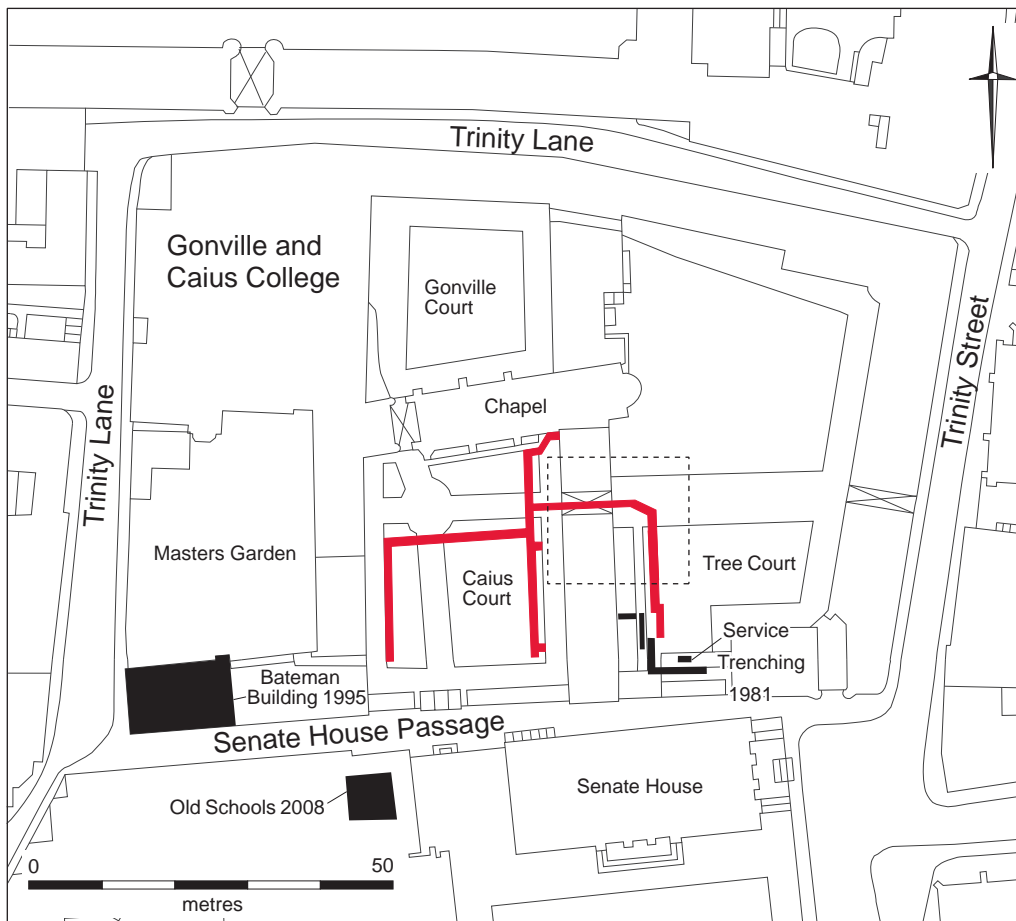 Trinity Lane
Gonville and
Caius College
Gonville
Court
Trinity Street
Chapel
Trinity Lane
Masters Garden
Caius
Court
Tree Court
Service
Trenching
1981
Bateman
Building 1995
Senate House Passage
Senate House
Old Schools 2008
0 50
metres